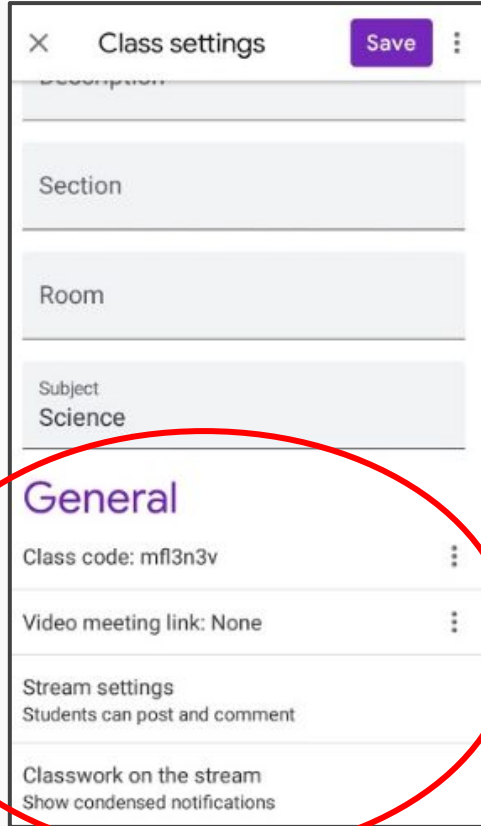 Class settings
Save
Section
Room
Subject
Science
General
Class code: mfl3n3v
Video meeting link: None
Stream settings
Students can post and comment
Classwork on the stream
Show condensed notifications